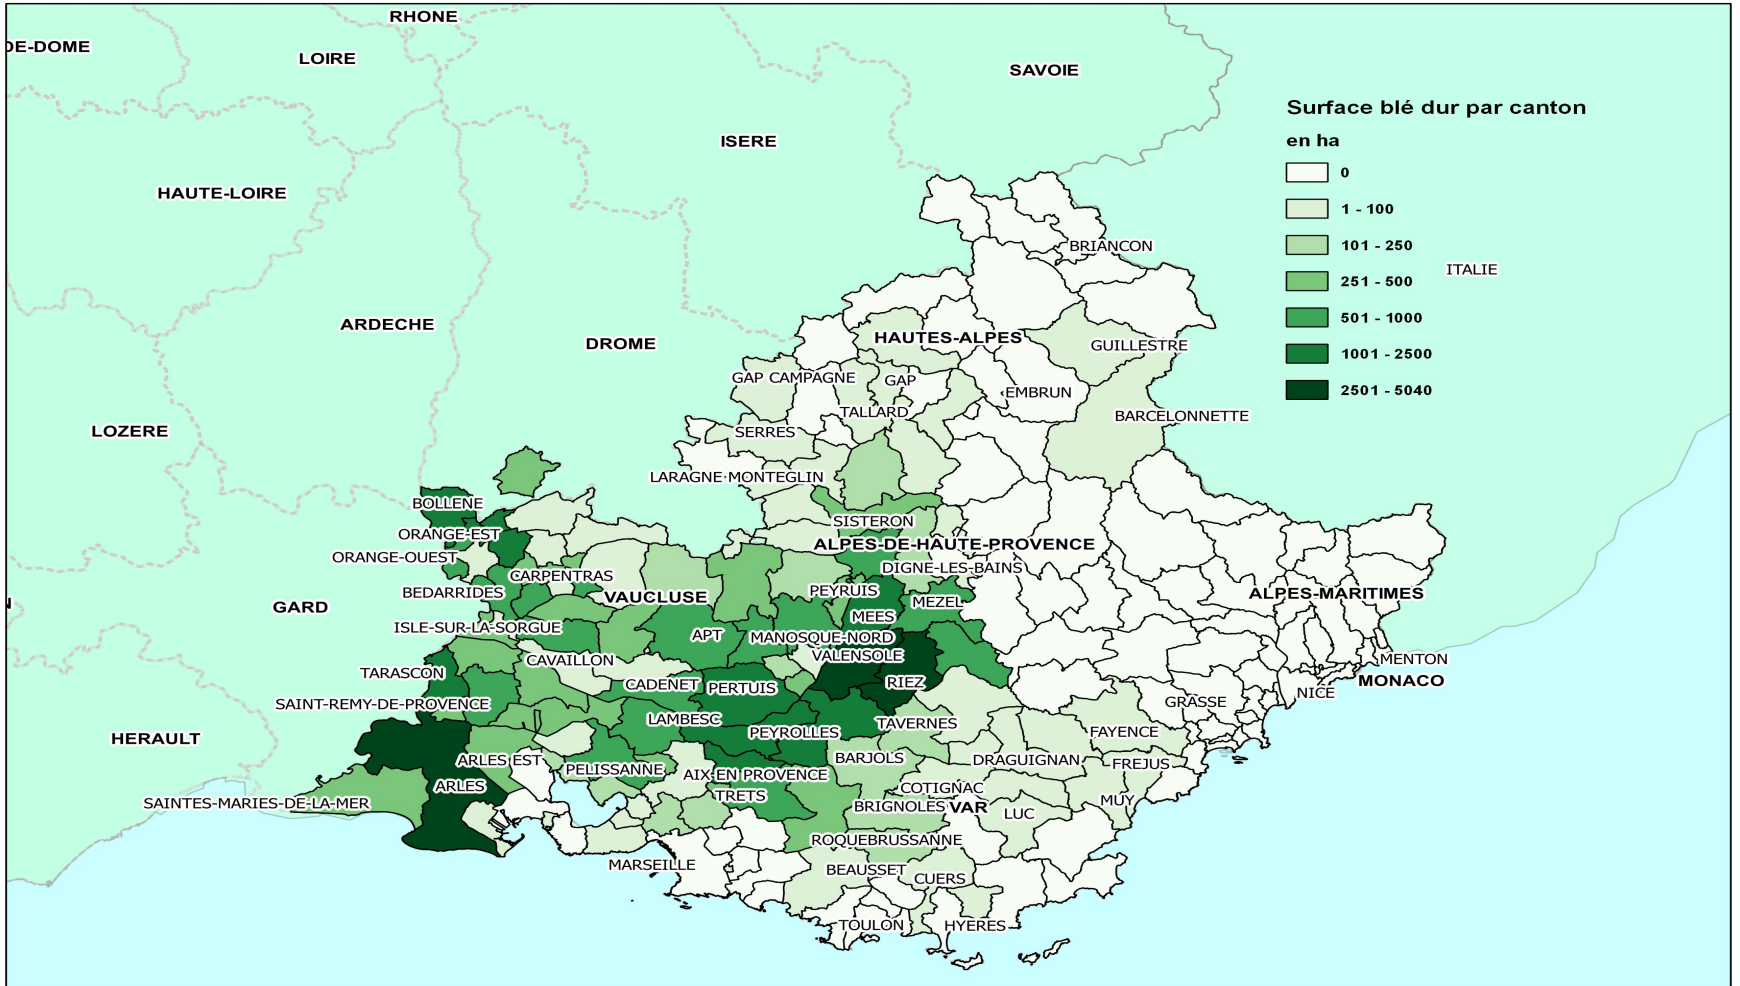 RHONE
DE-DOME
LOIRE
SAVOIE
Surface blé dur par canton
en ha
ISERE
0
HAUTE-LOIRE
1 - 100
101 - 250
BRIANCON
ITALIE
251 - 500
501 - 1000
ARDECHE
DROME
HAUTES-ALPES
GUILLESTRE
1001 - 2500
GAP CAMPAGNE
GAP
EMBRUN
2501 - 5040
TALLARD
BARCELONNETTE
LOZERE
SERRES
LARAGNE-MONTEGLIN
BOLLENE
SISTERON
ORANGE-EST
ALPES-DE-HAUTE-PROVENCE
ORANGE-OUEST
DIGNE-LES-BAINS
CARPENTRAS
BEDARRIDES
PEYRUIS
ALPES-MARITIMES
VAUCLUSE
MEZEL
N
GARD
MEES
ISLE-SUR-LA-SORGUE
APT
MANOSQUE-NORD
VALENSOLE
CAVAILLON
MENTON
TARASCON
MONACO
CADENET
PERTUIS
RIEZ
NICE
SAINT-REMY-DE-PROVENCE
GRASSE
LAMBESC
TAVERNES
PEYROLLES
FAYENCE
HERAULT
ARLES EST
BARJOLS
DRAGUIGNAN
FREJUS
PELISSANNE
AIX-EN PROVENCE
ARLES
COTIGNAC
TRETS
SAINTES-MARIES-DE-LA-MER
BRIGNOLES
VAR
MUY
LUC
ROQUEBRUSSANNE
MARSEILLE
BEAUSSET
CUERS
TOULON
HYERES